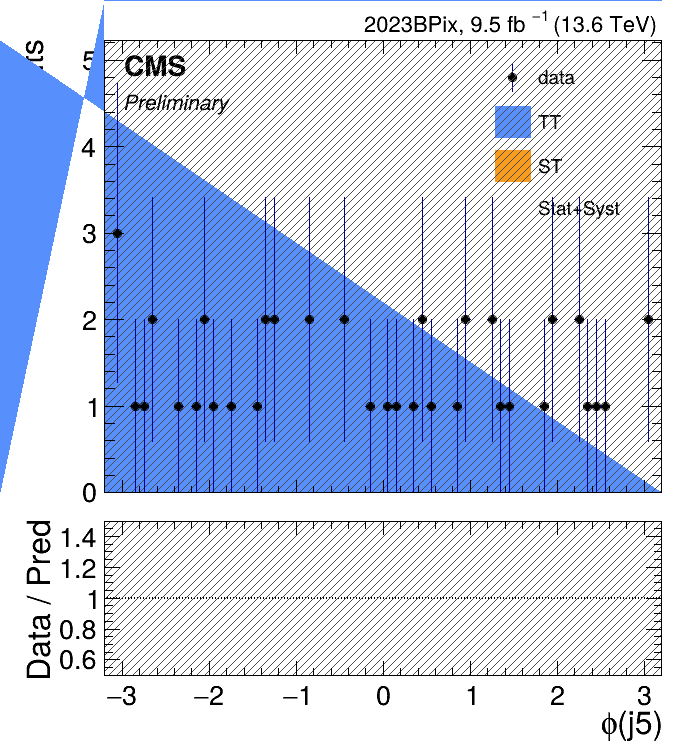 2023BPix, 9.5 fb⁻¹ (13.6 TeV)
CMS
Preliminary
data
TT
ST
Stat+Syst
5
4
3
2
1
0
Data / Pred
1.4
1.2
1
0.8
0.6
−3 −2 −1 0 1 2 3
ϕ(j5)